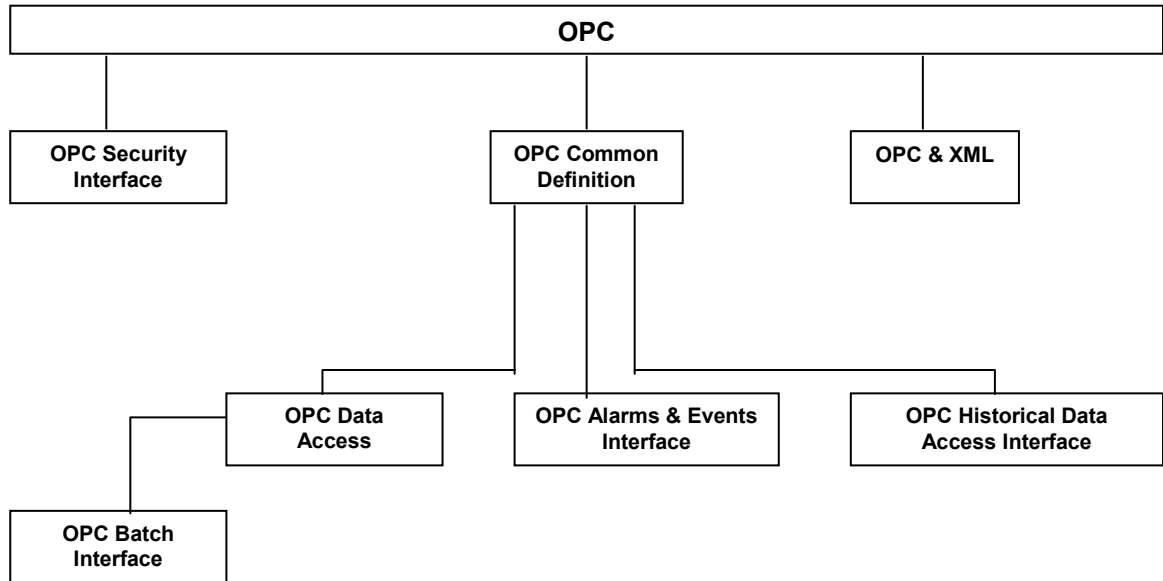 OPC
OPC Security
Interface
OPC Common
Definition
OPC & XML
OPC Data
Access
OPC Alarms & Events
Interface
OPC Historical Data
Access Interface
OPC Batch
Interface